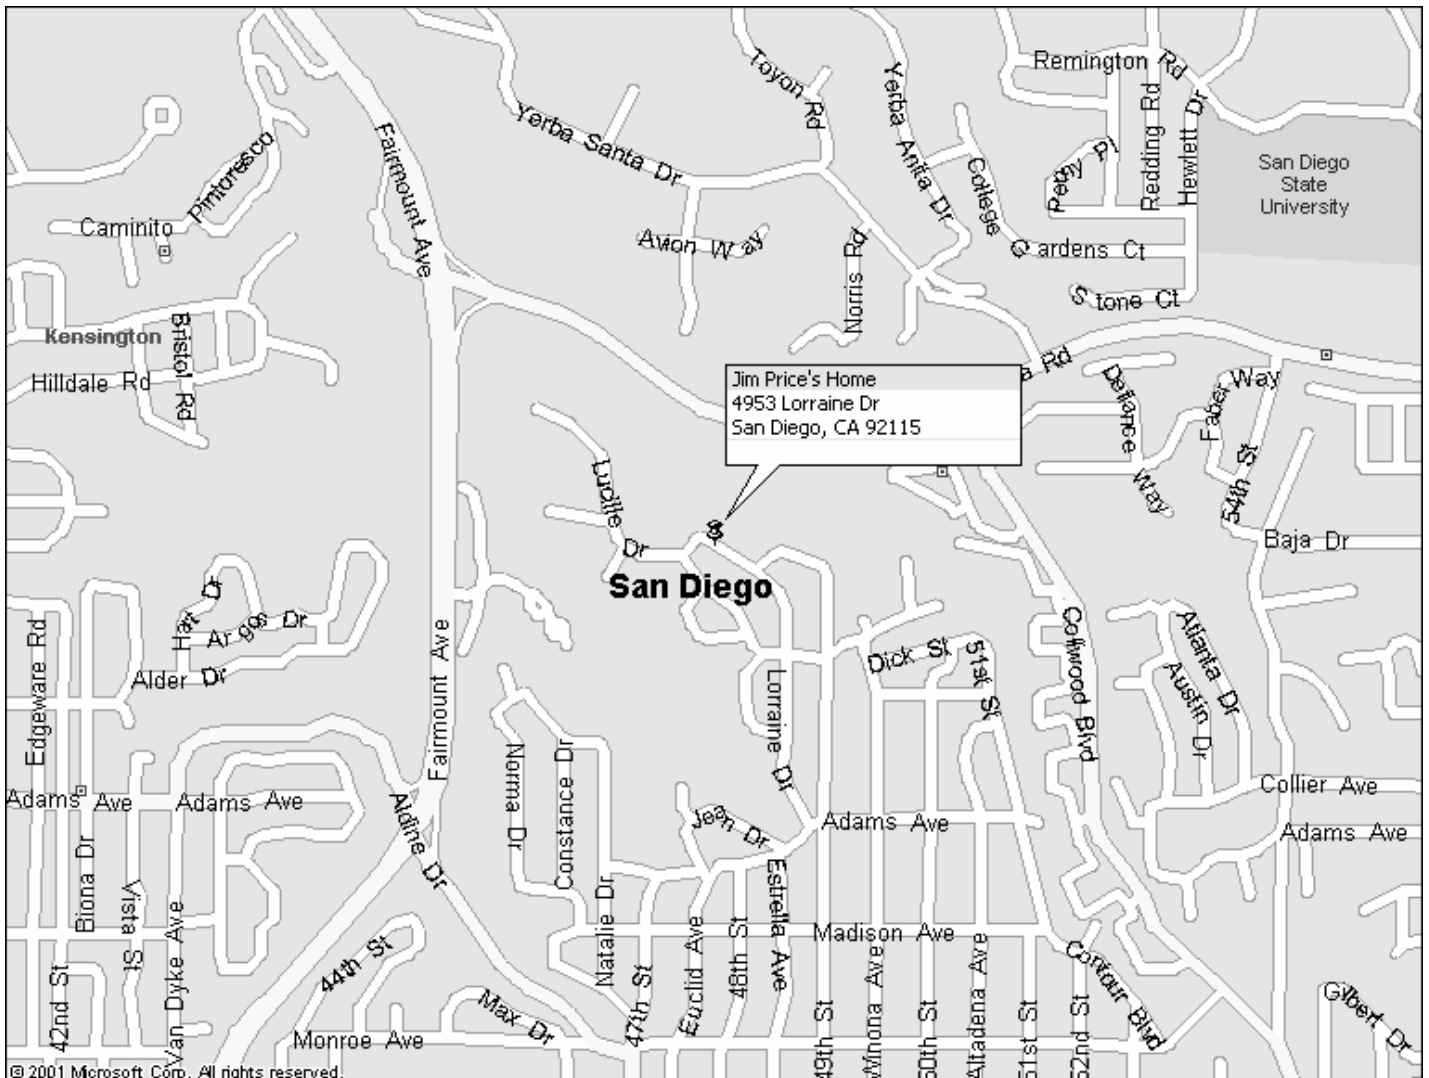 Remington Rd
Toyon Rd
Yerba Anita Dr
Yerba Santa Dr
Fairmount Ave
Redding Rd
Hewlett Dr
Pintoresco
College
Gardens Ct
San Diego
State
University
Caminito
Avion Way
Norris Rd
Stone Ct
Kensington
Bristol Rd
Hilldale Rd
a Rd
Jim Price's Home
4953 Lorraine Dr
San Diego, CA 92115
Defiance
Way
Faber Way
54th St
Lucille
Dr
Baja Dr
San Diego
Hart
Ct
Argos Dr
Alder Dr
Edgeware Rd
Fairmount Ave
Dick St
51st St
Collwood Blvd
Atlanta Dr
Austin Dr
Lorraine Dr
Norma Dr
Constance Dr
Collier Ave
Adams Ave
Adams Ave
Aldine Dr
Jean Dr
Adams Ave
Adams Ave
Biona Dr
Vista St
Van Dyke Ave
Natalie Dr
Estrella Ave
Madison Ave
42nd St
44th St
47th St
Euclid Ave
48th St
Max Dr
Monroe Ave
49th St
Winona Ave
50th St
Altadena Ave
51st St
52nd St
Contour Blvd
Gilbert Dr
© 2001 Microsoft Corp. All rights reserved.